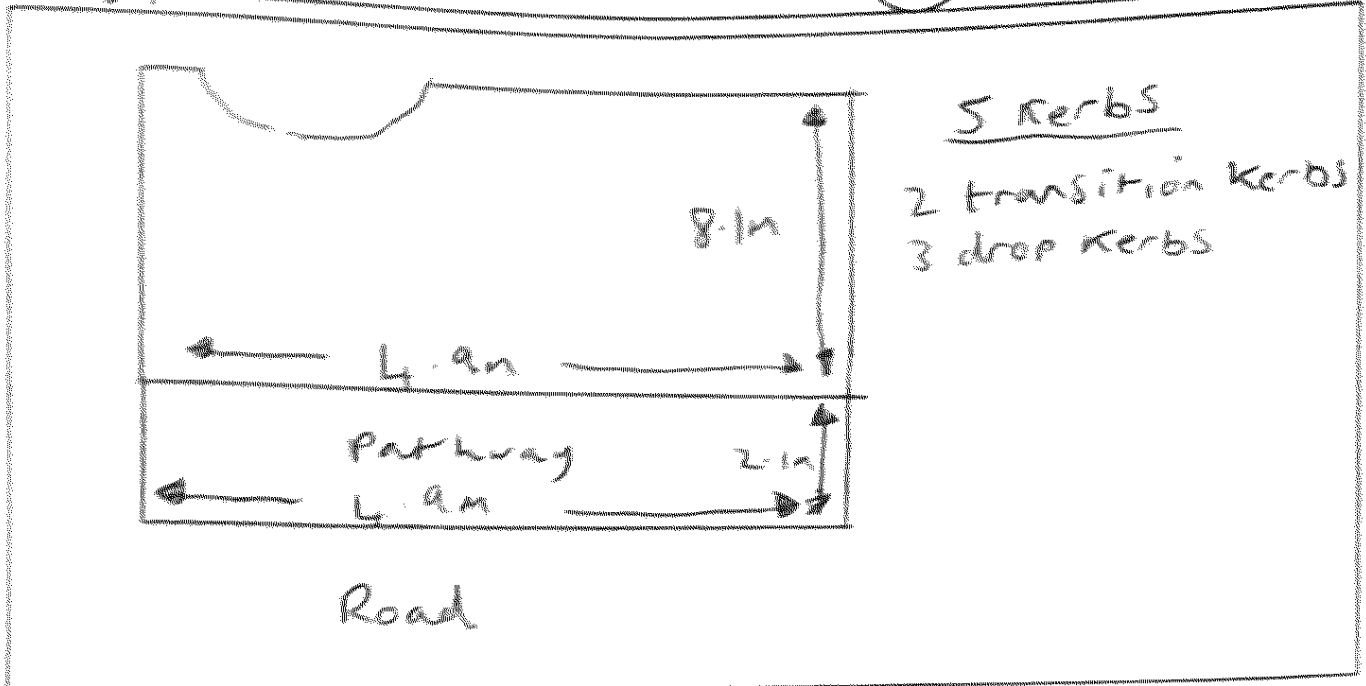 5 Kerbs
2 transition Kerbs
3 drop Kerbs
8.1m
4.9m
Pathway
2.1m
4.9m
Road